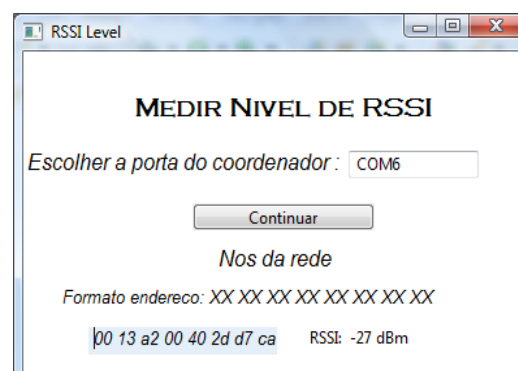 RSSI Level
MEDIR NIVEL DE RSSI
Escolher a porta do coordenador : COM6
Continuar
Nos da rede
Formato endereco: XX XX XX XX XX XX XX XX
00 13 a2 00 40 2d d7 ca RSSI: -27 dBm